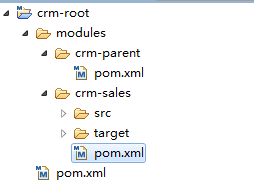 crm-root
modules
crm-parent
pom.xml
crm-sales
src
target
pom.xml
pom.xml